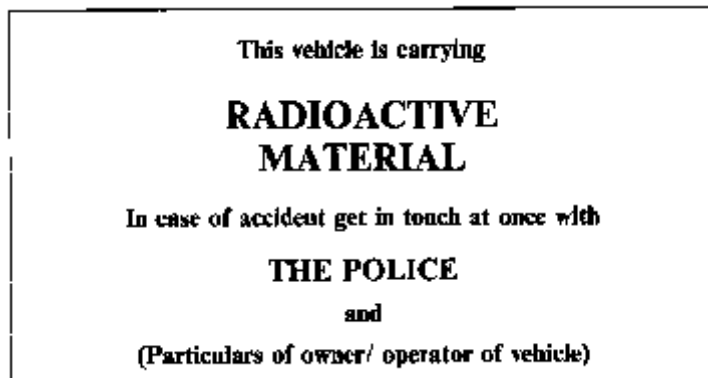 This vehicle is carrying
RADIOACTIVE
MATERIAL
In case of accident get in touch at once with
THE POLICE
and
(Particulars of owner/ operator of vehicle)